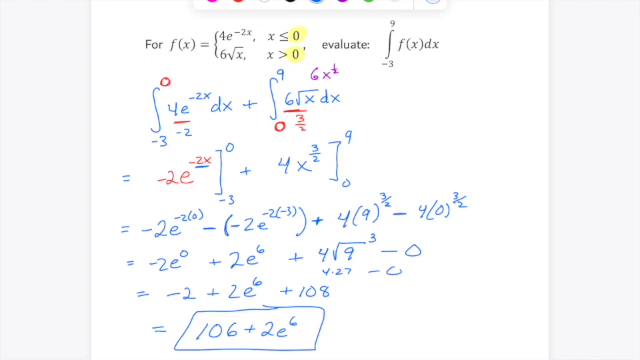 For f(x) = {4e^{-2x}, x ≤ 0; 6√x, x > 0, evaluate: ∫_{-3}^{9} f(x)dx
∫_{-3}^{0} 4e^{-2x} dx + ∫_{0}^{9} 6√x dx 6x^{1/2}
-2 3/2
= -2e^{-2x} ]_{-3}^{0} + 4x^{3/2} ]_{0}^{9}
= -2e^{-2(0)} - (-2e^{-2(-3)}) + 4(9)^{3/2} - 4(0)^{3/2}
= -2e^0 + 2e^6 + 4√9^3 - 0
4·27 - 0
= -2 + 2e^6 + 108
= 106 + 2e^6